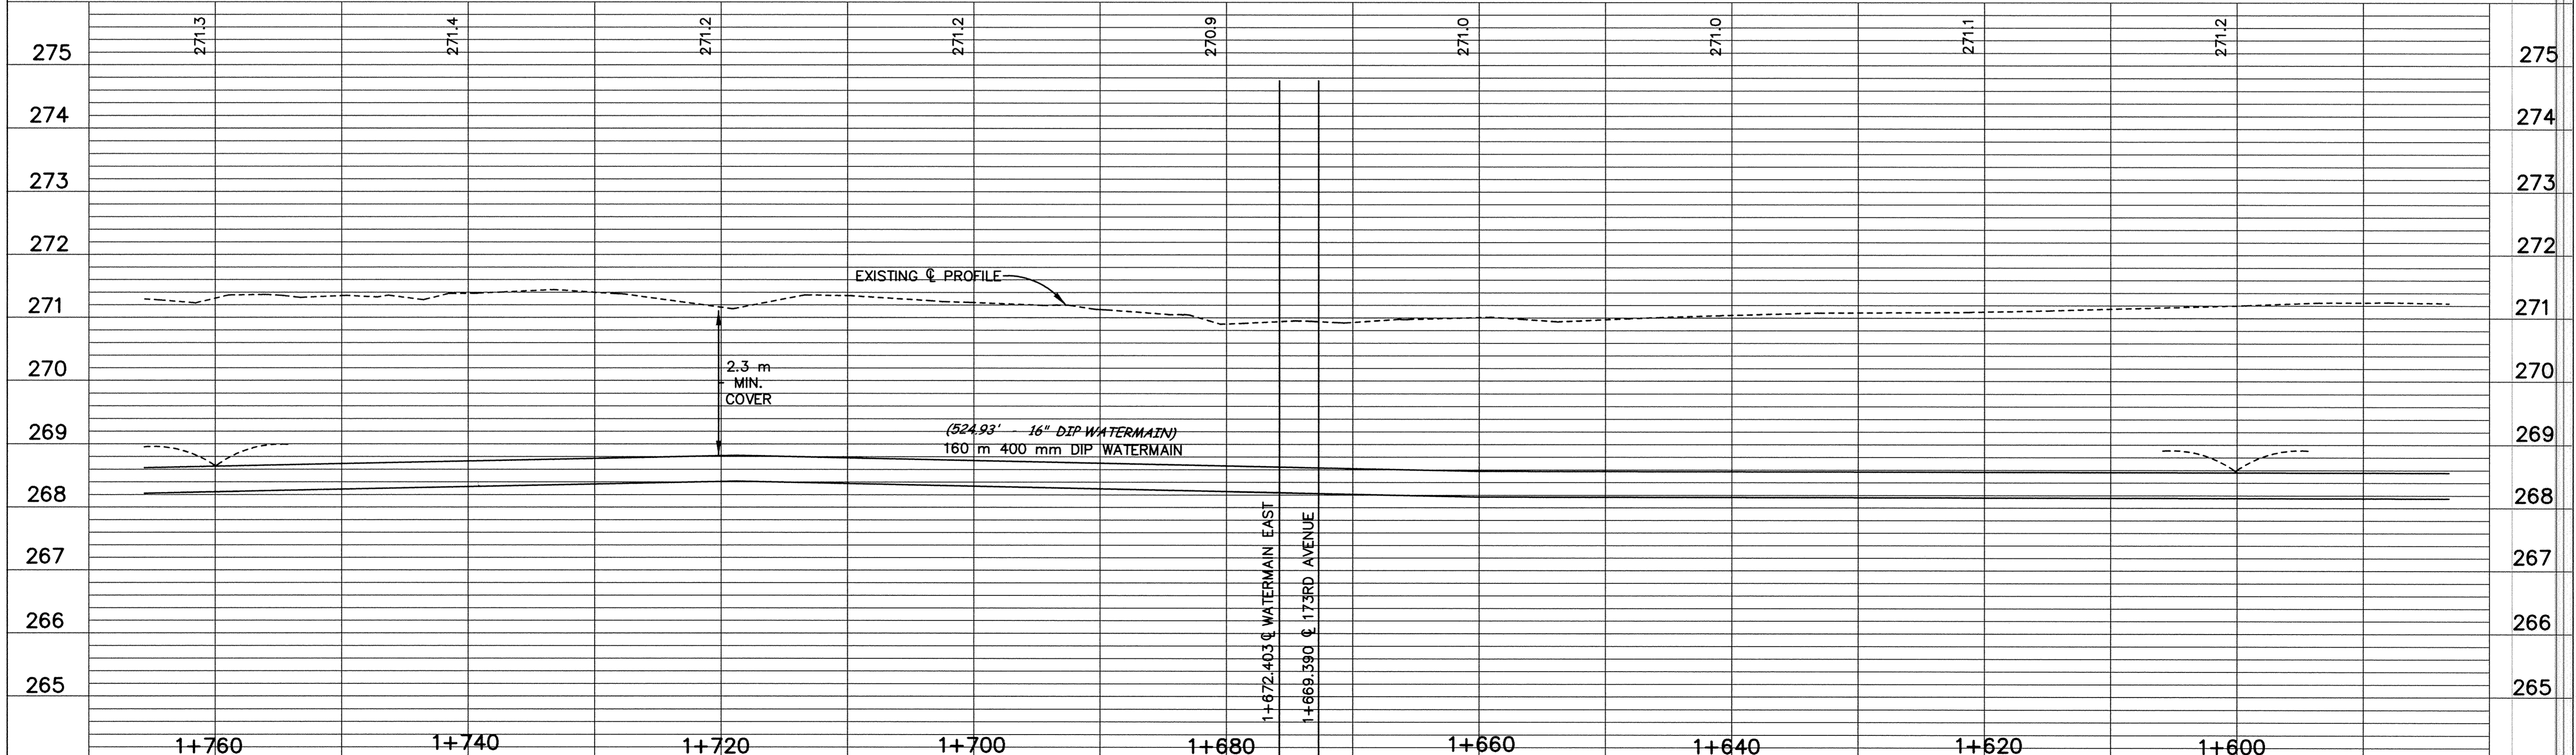 271.3 271.4 271.2 271.2 270.9 271.0 271.0 271.1 271.2
275 275
274 274
273 273
272 272
EXISTING ℄ PROFILE
271 271
270 270
2.3 m
MIN.
COVER
269 269
(524.93' - 16" DIP WATERMAIN)
160 m 400 mm DIP WATERMAIN
268 268
1+672.403 ℄ WATERMAIN EAST
1+669.390 ℄ 173RD AVENUE
267 267
266 266
265 265
1+760 1+740 1+720 1+700 1+680 1+660 1+640 1+620 1+600